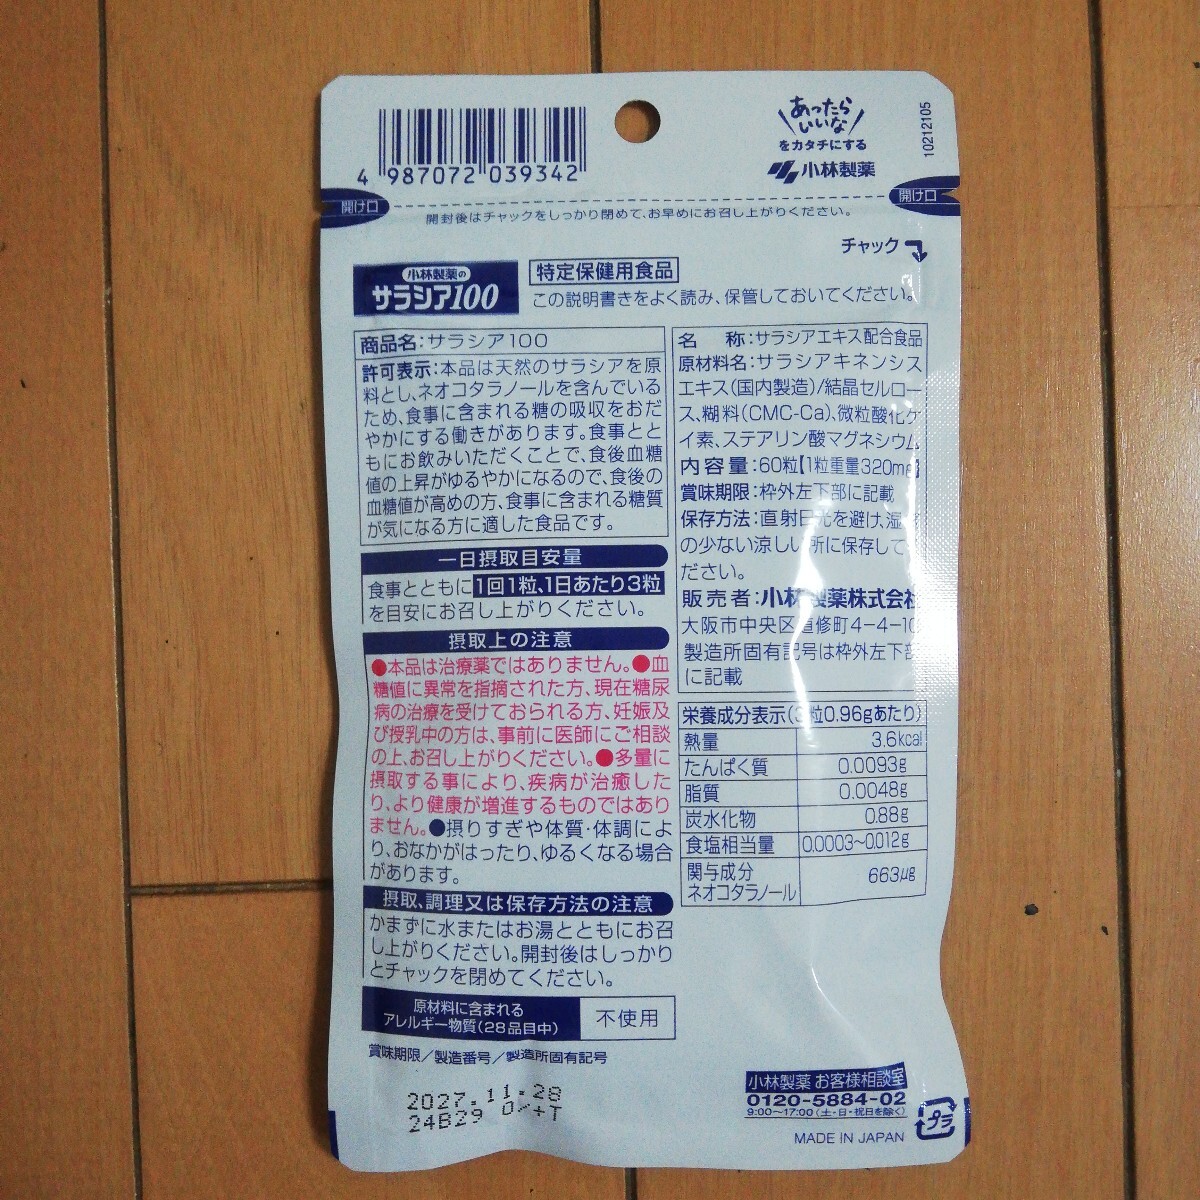 4 987072 039342
あったら
いいな
をカタチにする
小林製薬
10212105
開け口
開け口
開封後はチャックをしっかり閉めて、お早めにお召し上がりください。
チャック
小林製薬の
サラシア100
特定保健用食品
この説明書きをよく読み、保管しておいてください。
商品名:サラシア100
許可表示:本品は天然のサラシアを原
料とし、ネオコタラノールを含んでいる
ため、食事に含まれる糖の吸収をおだ
やかにする働きがあります。食事とと
もにお飲みいただくことで、食後血糖
値の上昇がゆるやかになるので、食後の
血糖値が高めの方、食事に含まれる糖質
が気になる方に適した食品です。
一日摂取目安量
食事とともに1回1粒、1日あたり3粒
を目安にお召し上がりください。
摂取上の注意
●本品は治療薬ではありません。●血
糖値に異常を指摘された方、現在糖尿
病の治療を受けておられる方、妊娠及
び授乳中の方は、事前に医師にご相談
の上、お召し上がりください。●多量に
摂取する事により、疾病が治癒した
り、より健康が増進するものではあり
ません。●摂りすぎや体質・体調によ
り、おなかがはったり、ゆるくなる場合
があります。
摂取、調理又は保存方法の注意
かまずに水またはお湯とともにお召
し上がりください。開封後はしっかり
とチャックを閉めてください。
原材料に含まれる
アレルギー物質(28品目中)
不使用
賞味期限/製造番号/製造所固有記号
2027.11.28
24B29 0/+T
名 称:サラシアエキス配合食品
原材料名:サラシアキネンシス
エキス(国内製造)/結晶セルロー
ス、糊料(CMC-Ca)、微粒酸化ケ
イ素、ステアリン酸マグネシウム
内容量:60粒【1粒重量320mg】
賞味期限:枠外左下部に記載
保存方法:直射日光を避け、湿
の少ない涼しい所に保存して
ださい。
販売者:小林製薬株式会社
大阪市中央区道修町4-4-10
製造所固有記号は枠外左下部
に記載
栄養成分表示(3粒0.96gあたり)
熱量 3.6kcal
たんぱく質 0.0093g
脂質 0.0048g
炭水化物 0.88g
食塩相当量 0.0003~0.012g
関与成分
ネオコタラノール 663μg
小林製薬 お客様相談室
0120-5884-02
9:00~17:00(土・日・祝日を除く)
プラ
MADE IN JAPAN